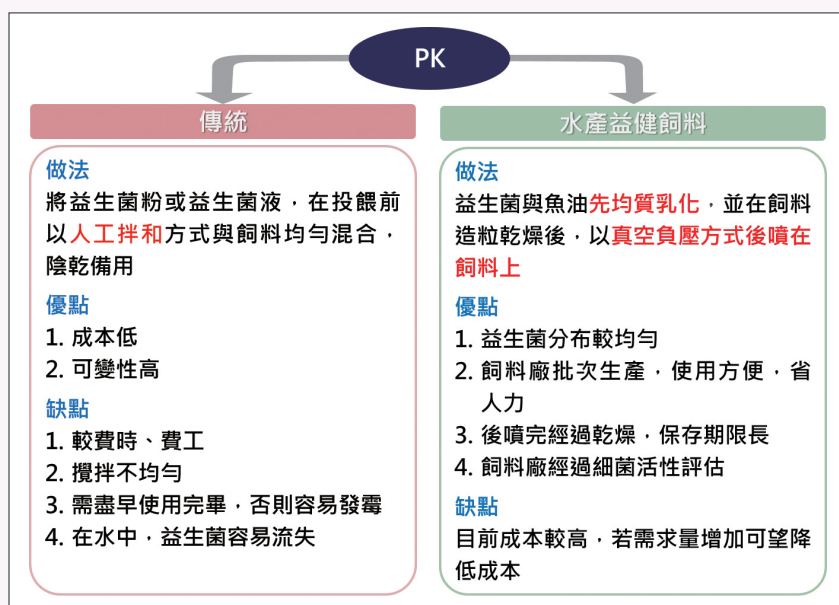 PK
傳統
做法
將益生菌粉或益生菌液，在投餵前
以人工拌和方式與飼料均勻混合，
陰乾備用
優點
1. 成本低
2. 可變性高
缺點
1. 較費時、費工
2. 攪拌不均勻
3. 需盡早使用完畢，否則容易發霉
4. 在水中，益生菌容易流失
水產益健飼料
做法
益生菌與魚油先均質乳化，並在飼料
造粒乾燥後，以真空負壓方式後噴在
飼料上
優點
1. 益生菌分布較均勻
2. 飼料廠批次生產，使用方便，省
人力
3. 後噴完經過乾燥，保存期限長
4. 飼料廠經過細菌活性評估
缺點
目前成本較高，若需求量增加可望降
低成本